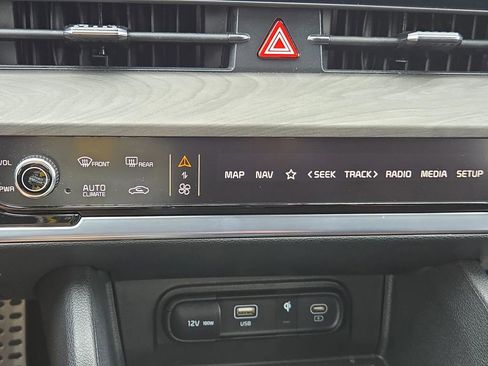 VOL
FRONT
REAR
MAP NAV <SEEK TRACK> RADIO MEDIA SETUP
PWR
AUTO
CLIMATE
12V 180W
USB